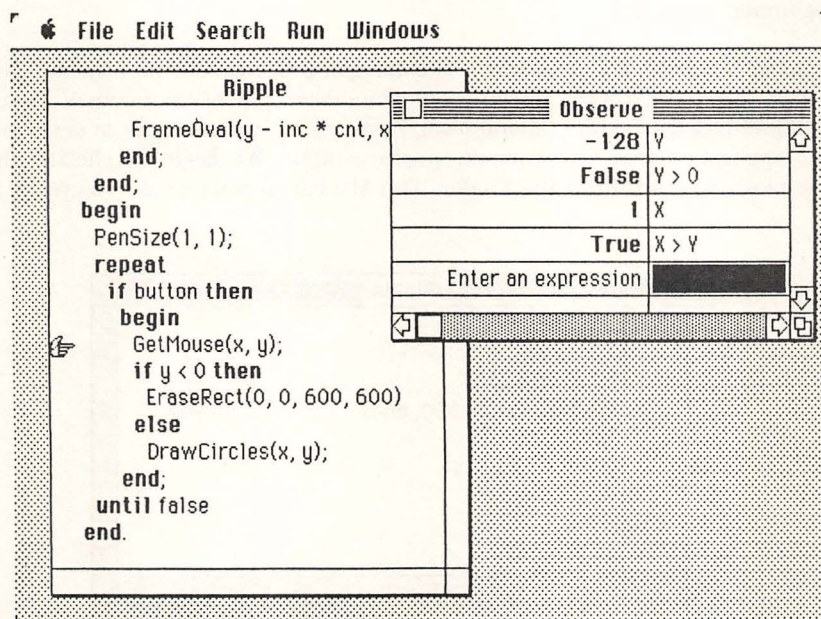 File Edit Search Run Windows
Ripple
FrameOval(y - inc * cnt, x
end;
end;
begin
PenSize(1, 1);
repeat
if button then
begin
GetMouse(x, y);
if y < 0 then
EraseRect(0, 0, 600, 600)
else
DrawCircles(x, y);
end;
until false
end.
Observe
-128 Y
False Y > 0
1 X
True X > Y
Enter an expression